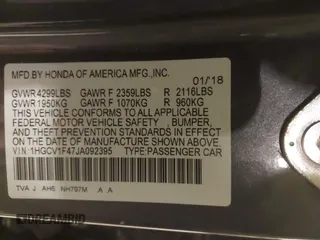 MFD.BY HONDA OF AMERICA MFG.,INC. 01/18
GVWR 4299LBS GAWR F 2359LBS R 2116LBS
GVWR 1950KG GAWR F 1070KG R 960KG
THIS VEHICLE CONFORMS TO ALL APPLICABLE
FEDERAL MOTOR VEHICLE SAFETY, BUMPER,
AND THEFT PREVENTION STANDARDS IN EFFECT
ON THE DATE OF MANUFACTURE SHOWN ABOVE.
V I N: 1HGCV1F47JA092395 TYPE:PASSENGER CAR
TVA J AH6 NH797M A A
DREAMBID